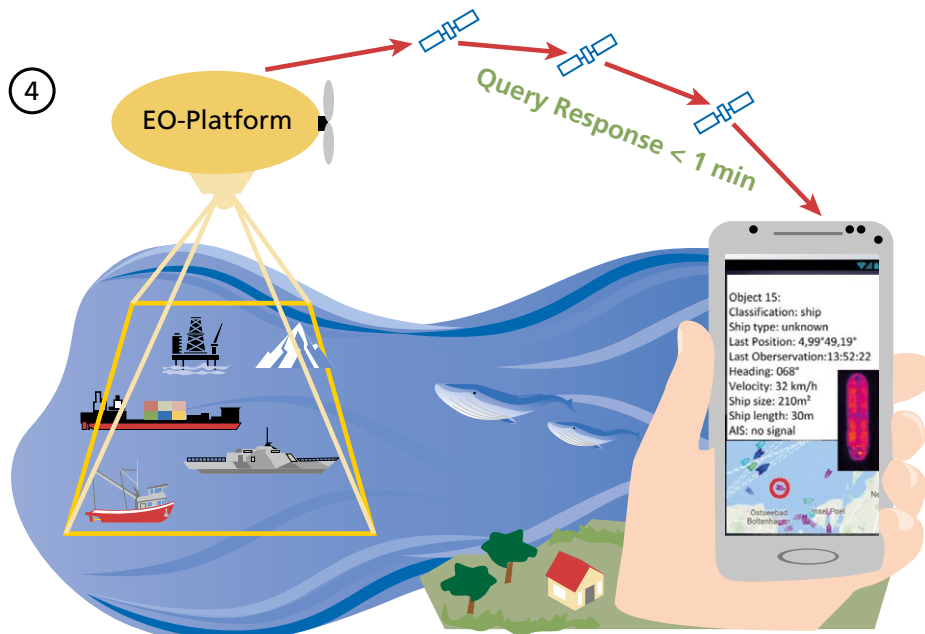 4
EO-Platform
Query Response < 1 min
Object 15:
Classification: ship
Ship type: unknown
Last Position: 4,99°49,19°
Last Oberservation:13:52:22
Heading: 068°
Velocity: 32 km/h
Ship size: 210m²
Ship length: 30m
AIS: no signal
Ostseebad
Boltenhagen
Insel Poel
Ne